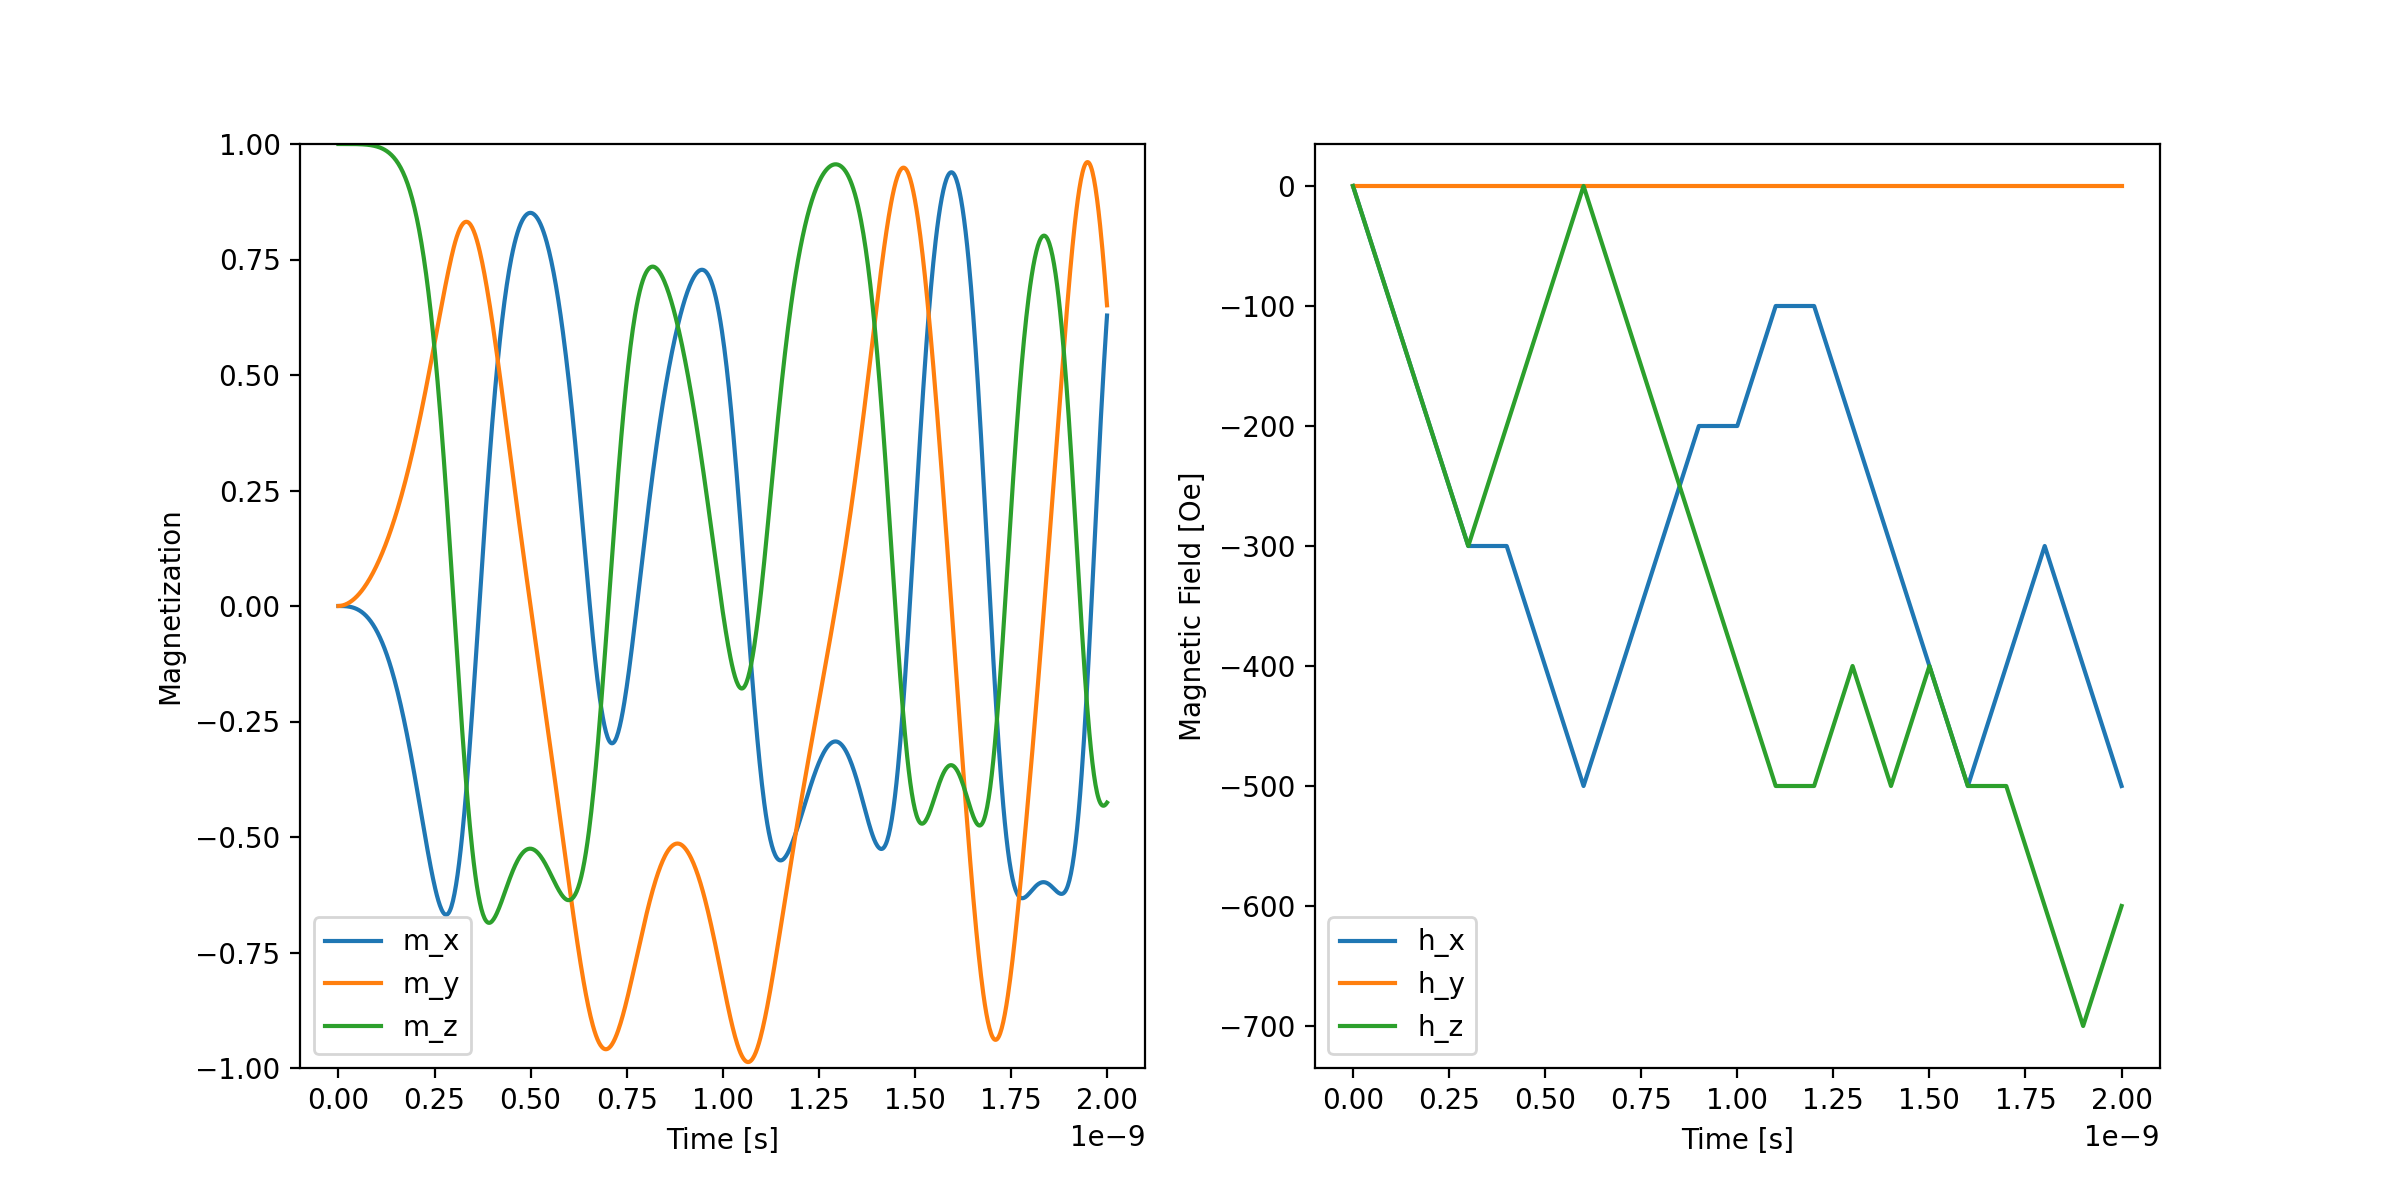 1.00
0.75
0.50
0.25
0.00
−0.25
−0.50
−0.75
−1.00
Magnetization
m_x
m_y
m_z
0.00 0.25 0.50 0.75 1.00 1.25 1.50 1.75 2.00
Time [s]
1e−9
0
−100
−200
−300
−400
−500
−600
−700
Magnetic Field [Oe]
h_x
h_y
h_z
0.00 0.25 0.50 0.75 1.00 1.25 1.50 1.75 2.00
Time [s]
1e−9